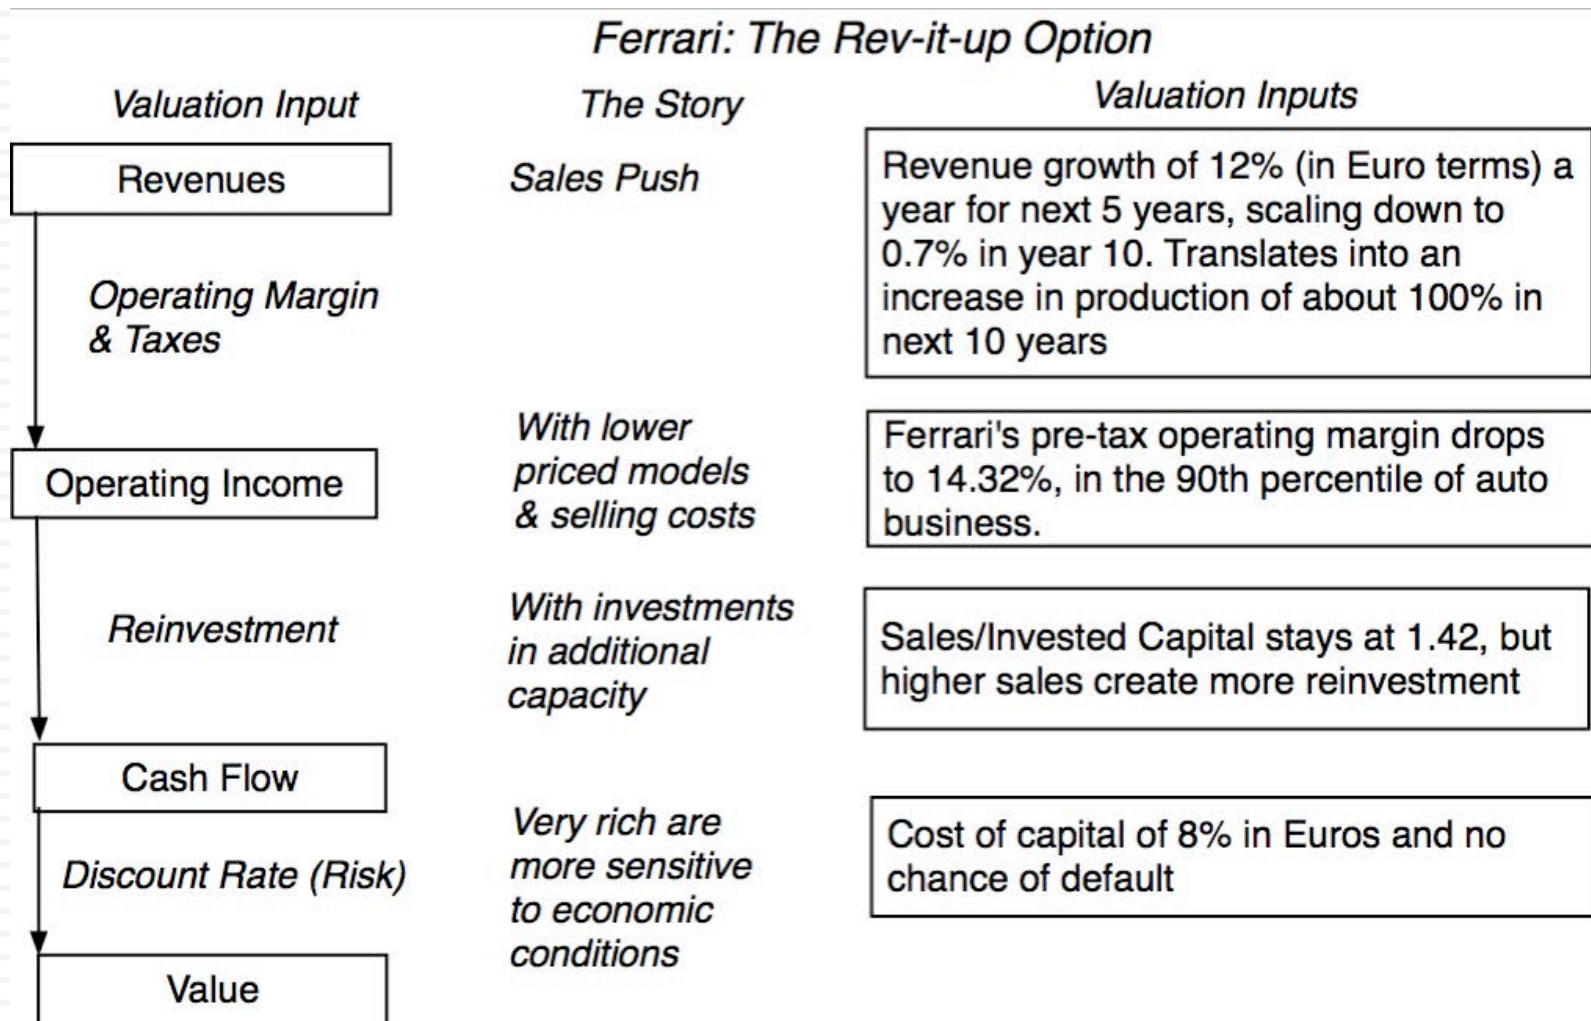 Ferrari: The Rev-it-up Option
Valuation Input
The Story
Valuation Inputs
Revenues
Sales Push
Revenue growth of 12% (in Euro terms) a
year for next 5 years, scaling down to
0.7% in year 10. Translates into an
increase in production of about 100% in
next 10 years
Operating Margin
& Taxes
Operating Income
With lower
priced models
& selling costs
Ferrari's pre-tax operating margin drops
to 14.32%, in the 90th percentile of auto
business.
Reinvestment
With investments
in additional
capacity
Sales/Invested Capital stays at 1.42, but
higher sales create more reinvestment
Cash Flow
Discount Rate (Risk)
Very rich are
more sensitive
to economic
conditions
Cost of capital of 8% in Euros and no
chance of default
Value